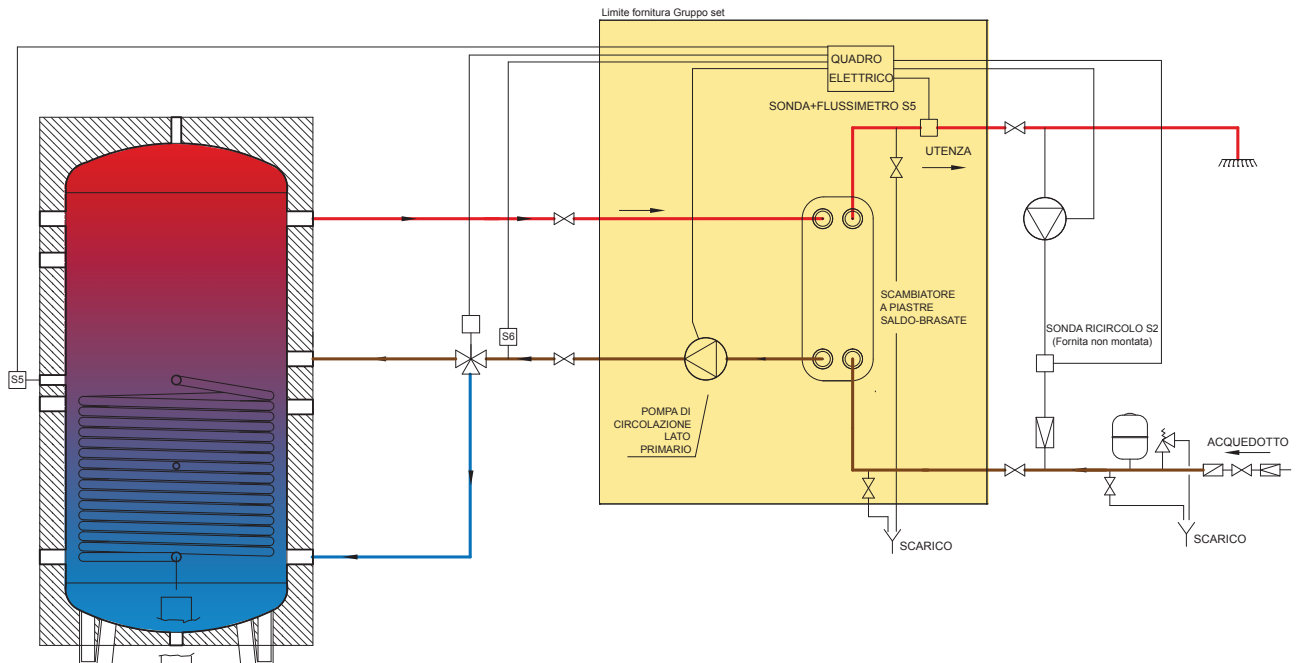 Limite fornitura Gruppo set
QUADRO
ELETTRICO
SONDA+FLUSSIMETRO S5
UTENZA
SCAMBIATORE
A PIASTRE
SALDO-BRASATE
SONDA RICIRCOLO S2
(Fornita non montata)
S6
S5
POMPA DI
CIRCOLAZIONE
LATO
PRIMARIO
ACQUEDOTTO
SCARICO
SCARICO